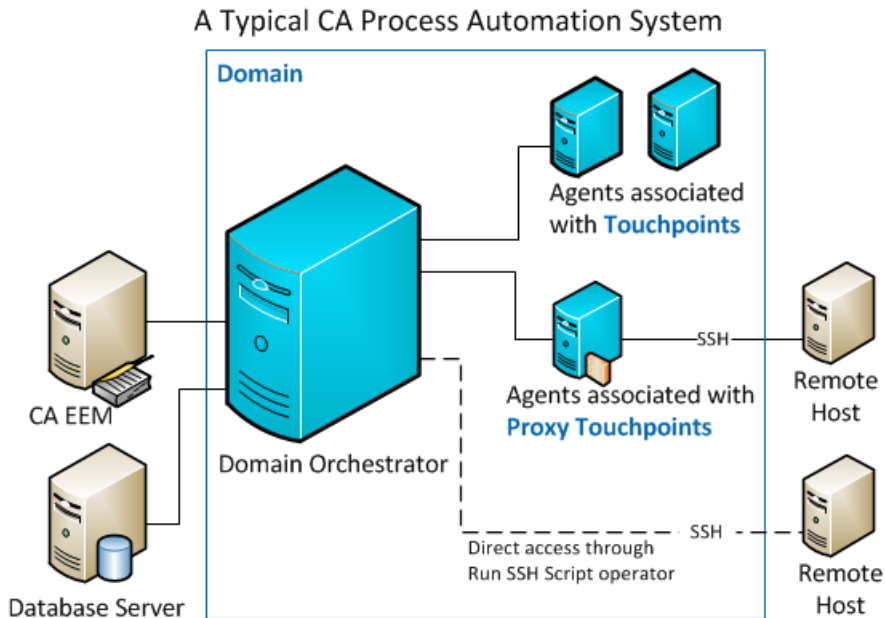 A Typical CA Process Automation System
Domain
Agents associated
with Touchpoints
CA EEM
Domain Orchestrator
Agents associated with
Proxy Touchpoints
SSH
Remote
Host
Database Server
Direct access through
Run SSH Script operator
SSH
Remote
Host